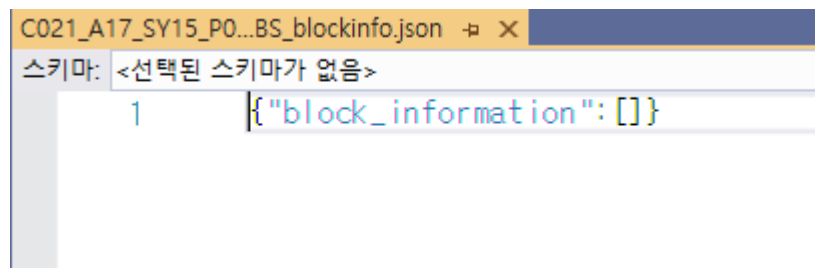 C021_A17_SY15_P0...BS_blockinfo.json
스키마: <선택된 스키마가 없음>
1 {"block_information":[]}